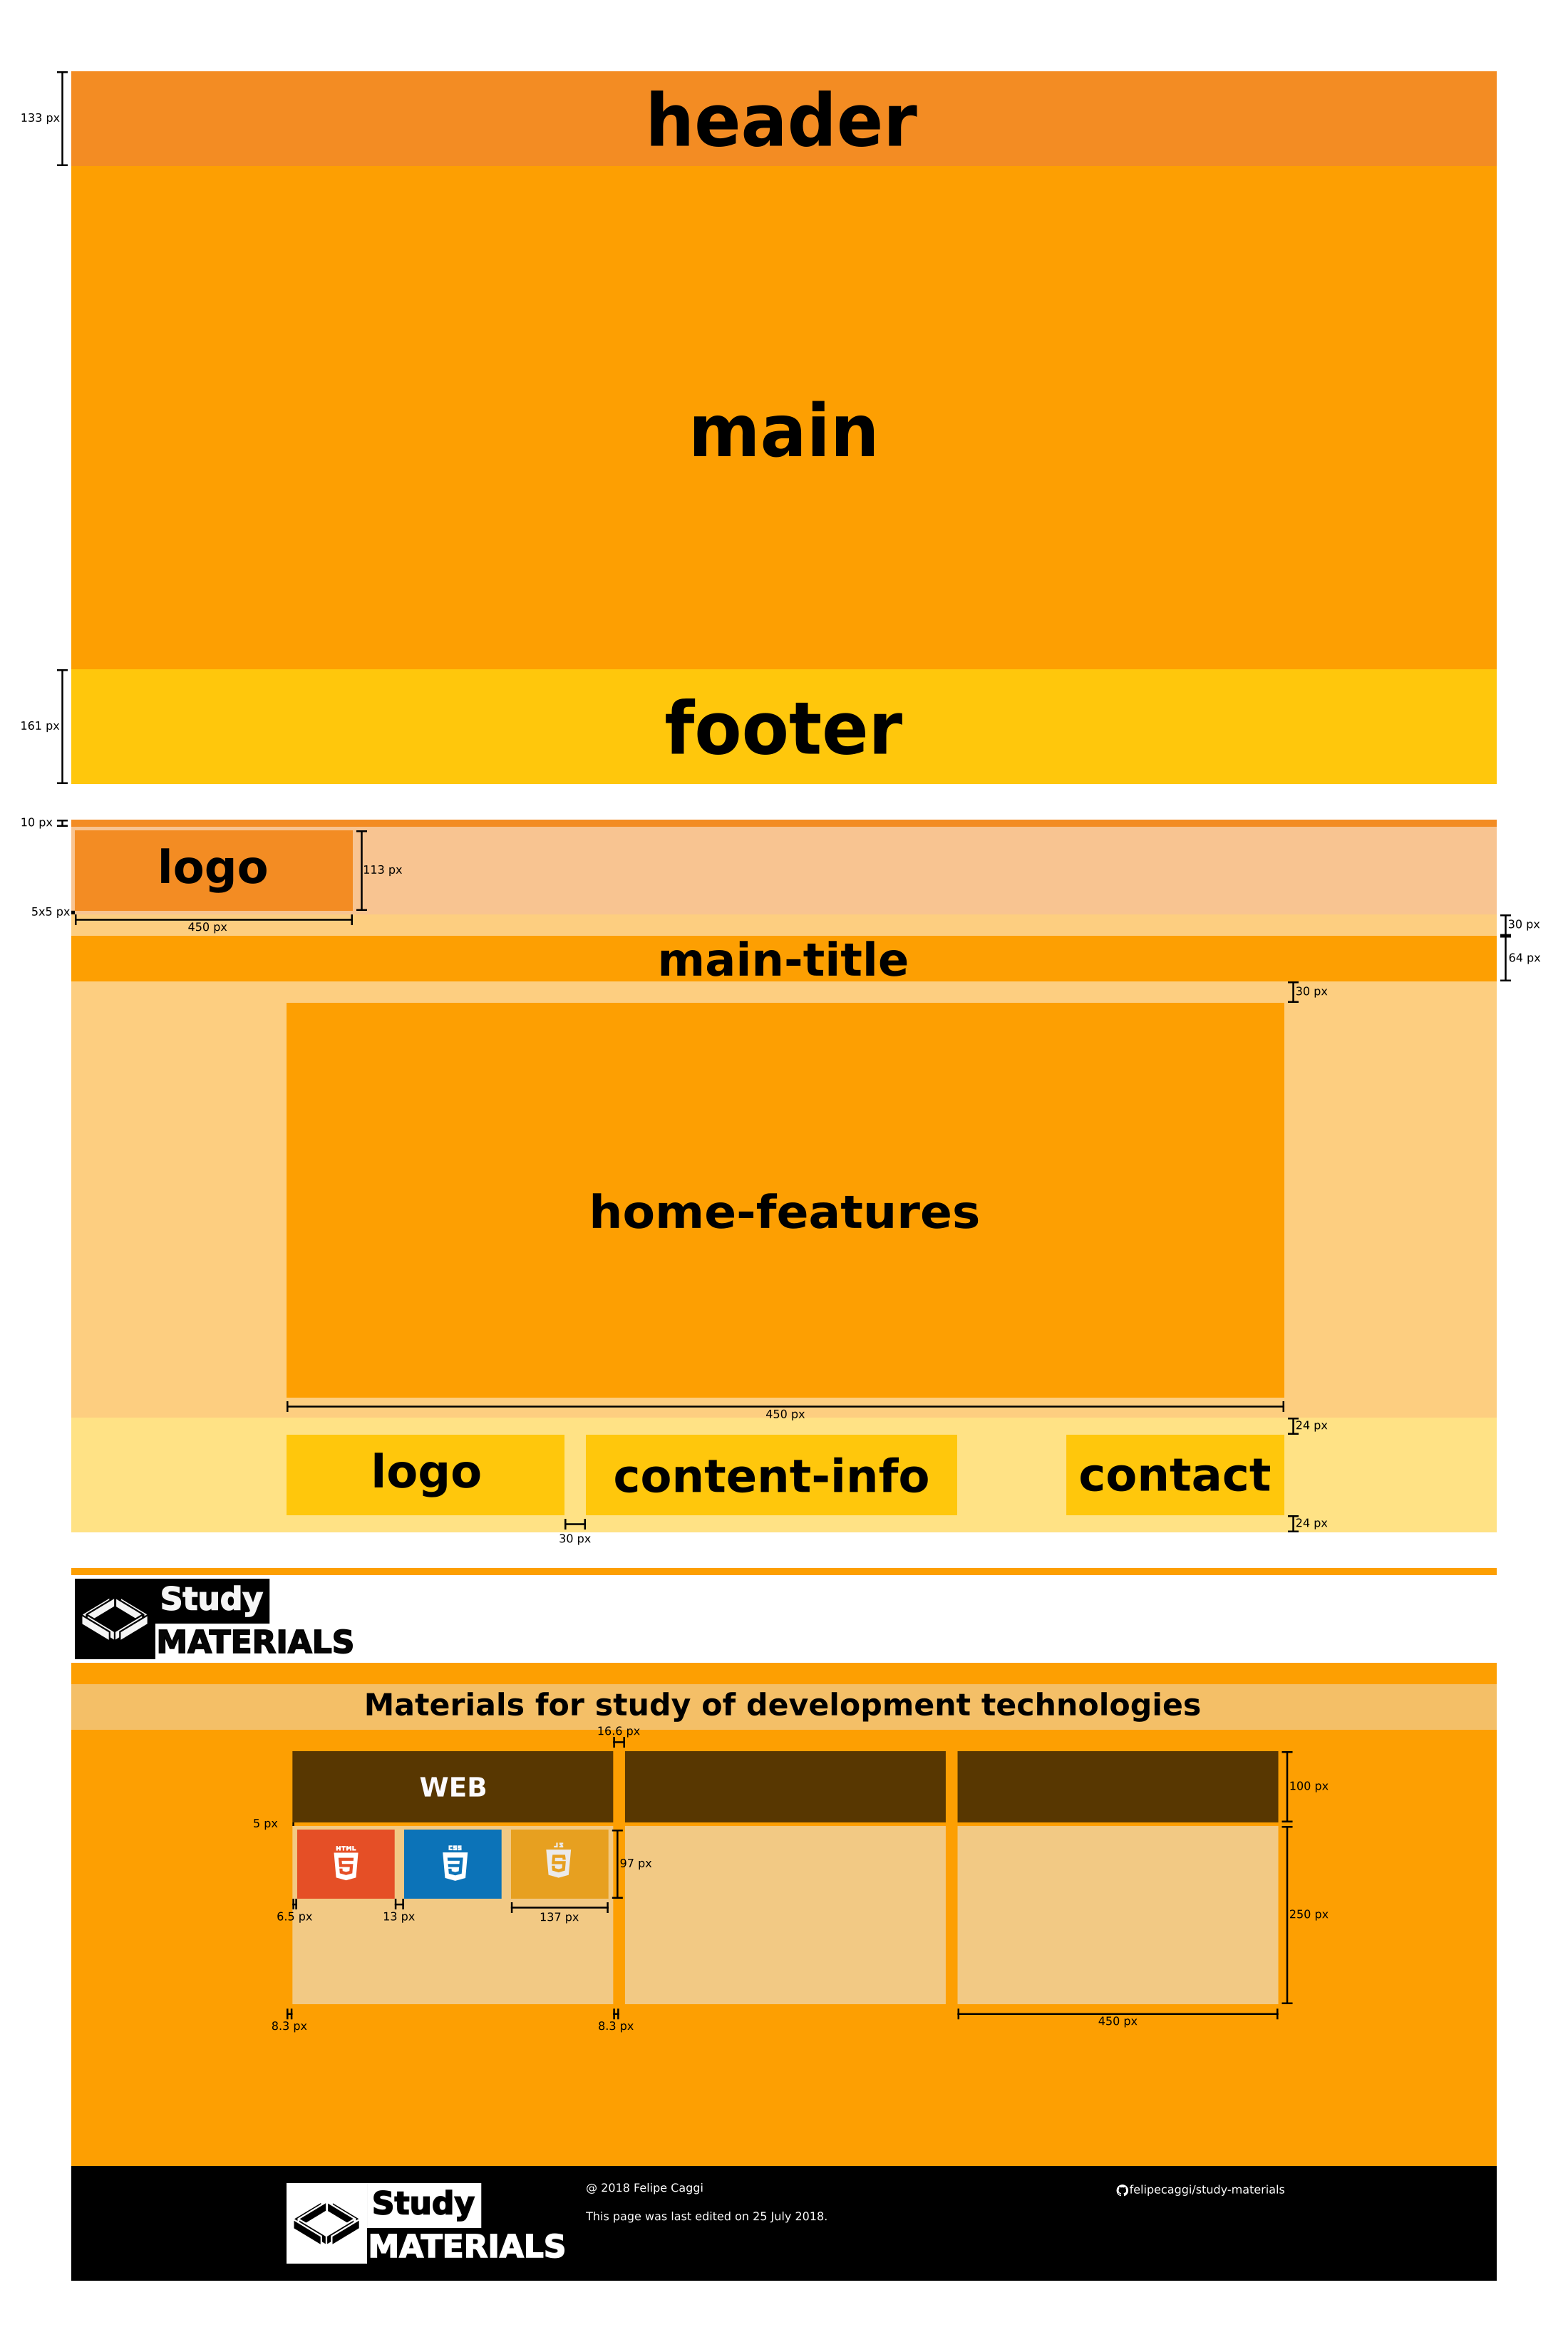 133 px
header
main
161 px
footer
10 px
logo
113 px
5x5 px
450 px
30 px
main-title
64 px
30 px
home-features
450 px
24 px
logo
content-info
contact
24 px
30 px
Study
MATERIALS
Materials for study of development technologies
16.6 px
WEB
100 px
5 px
HTML
CSS
JS
97 px
6.5 px
13 px
137 px
250 px
8.3 px
8.3 px
450 px
Study
MATERIALS
@ 2018 Felipe Caggi
This page was last edited on 25 July 2018.
felipecaggi/study-materials